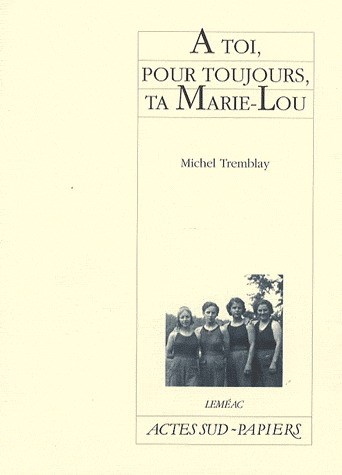 A TOI,
POUR TOUJOURS,
TA MARIE-LOU
Michel Tremblay
LEMÉAC
ACTES SUD-PAPIERS